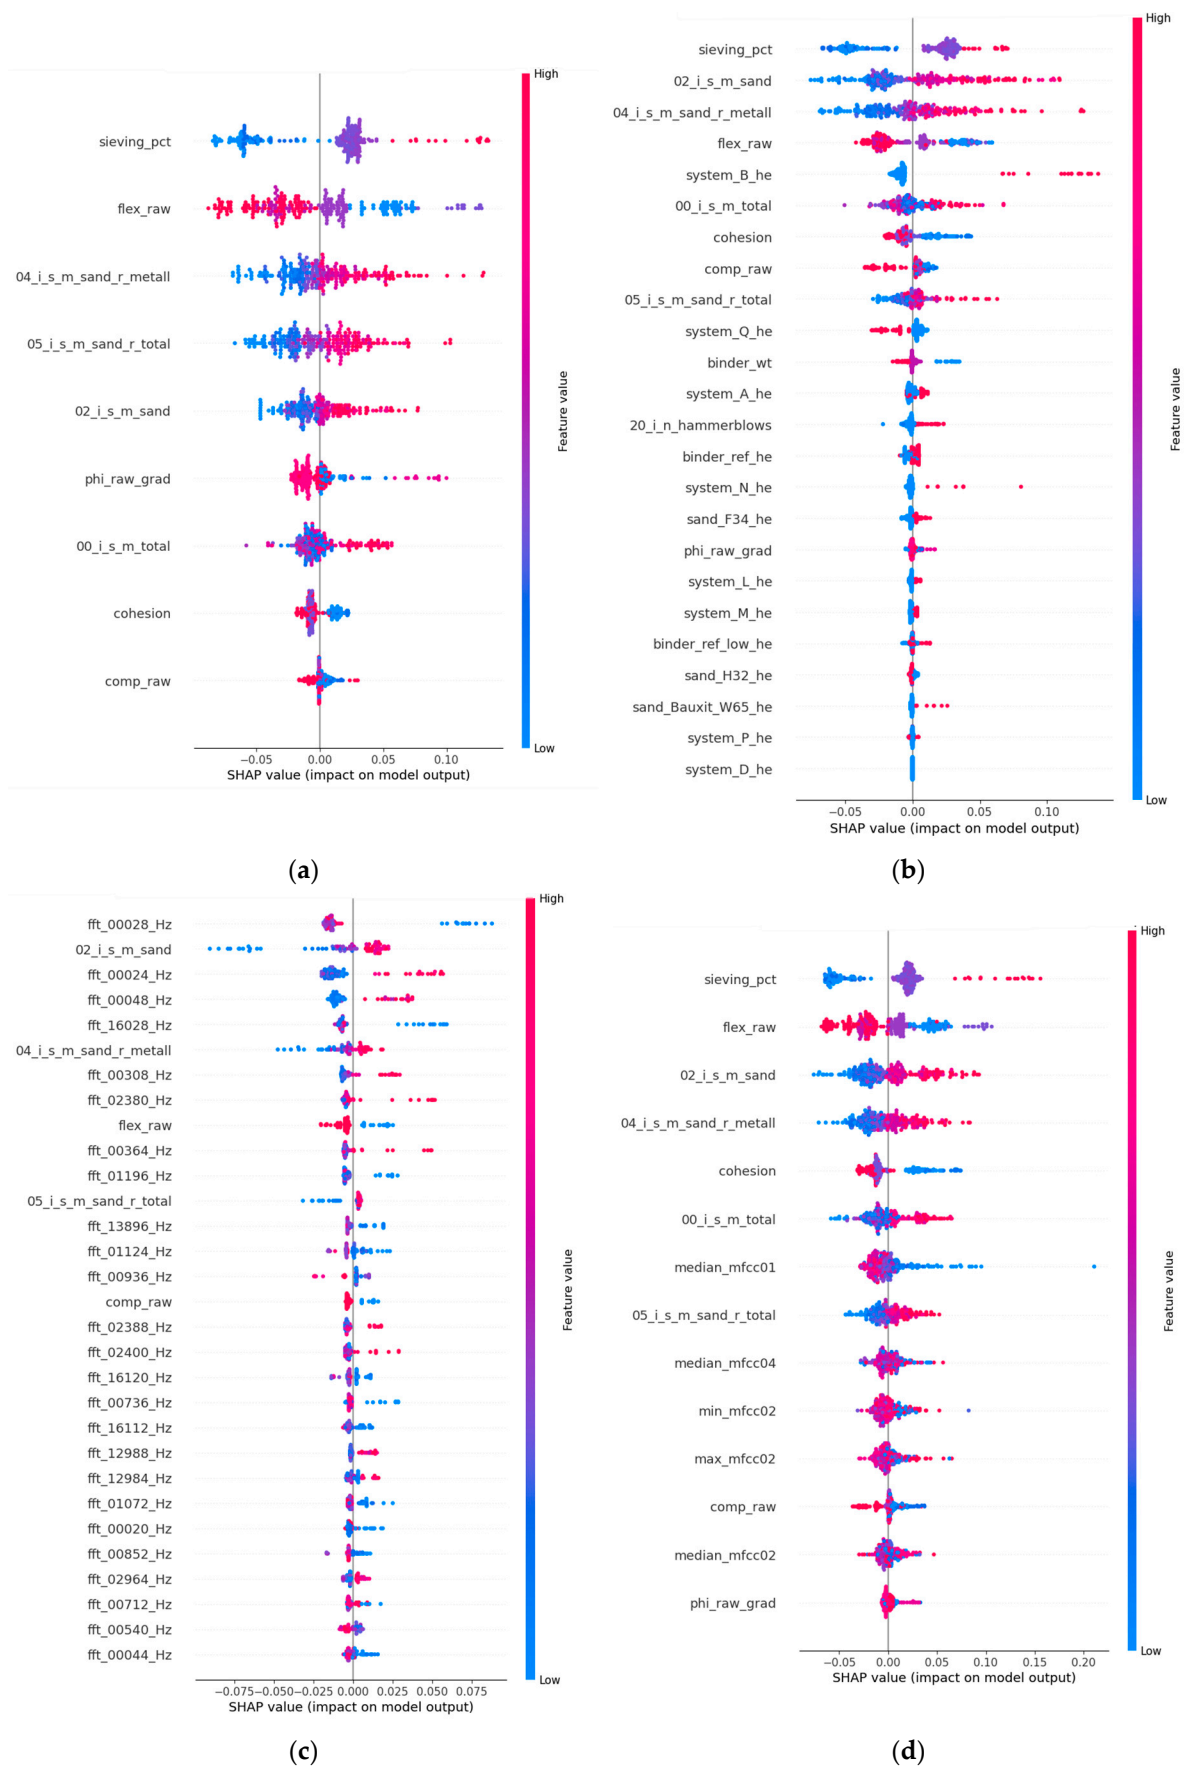 High
sieving_pct
flex_raw
04_i_s_m_sand_r_metall
05_i_s_m_sand_r_total
02_i_s_m_sand
phi_raw_grad
00_i_s_m_total
cohesion
comp_raw
Low
Feature value
−0.05 0.00 0.05 0.10
SHAP value (impact on model output)
(a)
High
sieving_pct
02_i_s_m_sand
04_i_s_m_sand_r_metall
flex_raw
system_B_he
00_i_s_m_total
cohesion
comp_raw
05_i_s_m_sand_r_total
system_Q_he
binder_wt
system_A_he
20_i_n_hammerblows
binder_ref_he
system_N_he
sand_F34_he
phi_raw_grad
system_L_he
system_M_he
binder_ref_low_he
sand_H32_he
sand_Bauxit_W65_he
system_P_he
system_D_he
Low
Feature value
−0.05 0.00 0.05 0.10
SHAP value (impact on model output)
(b)
High
fft_00028_Hz
02_i_s_m_sand
fft_00024_Hz
fft_00048_Hz
fft_16028_Hz
04_i_s_m_sand_r_metall
fft_00308_Hz
fft_02380_Hz
flex_raw
fft_00364_Hz
fft_01196_Hz
05_i_s_m_sand_r_total
fft_13896_Hz
fft_01124_Hz
fft_00936_Hz
comp_raw
fft_02388_Hz
fft_02400_Hz
fft_16120_Hz
fft_00736_Hz
fft_16112_Hz
fft_12988_Hz
fft_12984_Hz
fft_01072_Hz
fft_00020_Hz
fft_00852_Hz
fft_02964_Hz
fft_00712_Hz
fft_00540_Hz
fft_00044_Hz
Low
Feature value
−0.075−0.050−0.025 0.000 0.025 0.050 0.075
SHAP value (impact on model output)
(c)
High
sieving_pct
flex_raw
02_i_s_m_sand
04_i_s_m_sand_r_metall
cohesion
00_i_s_m_total
median_mfcc01
05_i_s_m_sand_r_total
median_mfcc04
min_mfcc02
max_mfcc02
comp_raw
median_mfcc02
phi_raw_grad
Low
Feature value
−0.05 0.00 0.05 0.10 0.15 0.20
SHAP value (impact on model output)
(d)